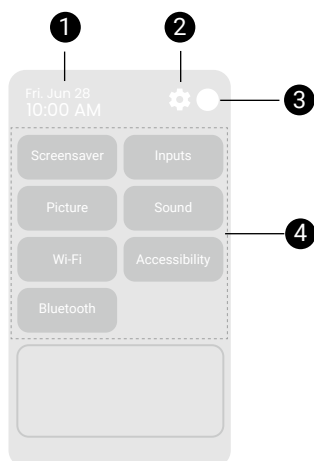 1
2
Fri. Jun 28
10:00 AM
3
Screensaver
Inputs
Picture
Sound
4
Wi-Fi
Accessibility
Bluetooth